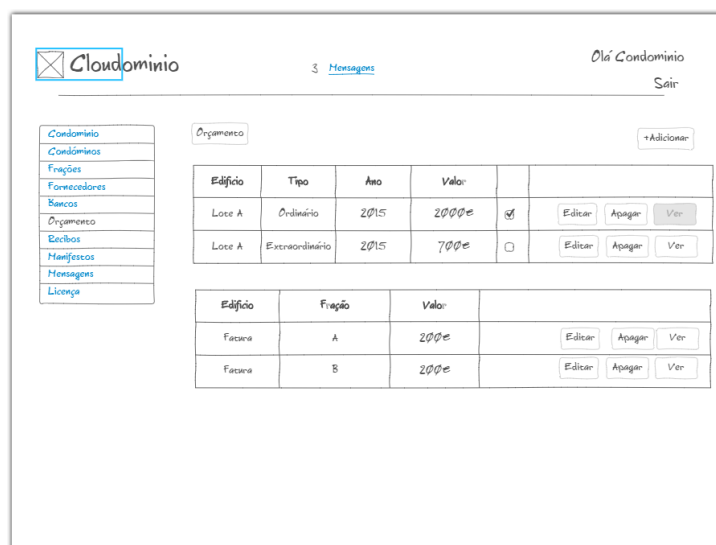 Cloudominio
3 Mensagens
Olá Condominio
Sair
Condominio
Condóminos
Frações
Fornecedores
Bancos
Orçamento
Recibos
Manifestos
Mensagens
Licença
Orçamento
+Adicionar
Edifício Tipo Ano Valor
Lote A Ordinário 2015 2000€ Editar Apagar Ver
Lote A Extraordinário 2015 700€ Editar Apagar Ver
Edifício Fração Valor
Fatura A 200€ Editar Apagar Ver
Fatura B 200€ Editar Apagar Ver